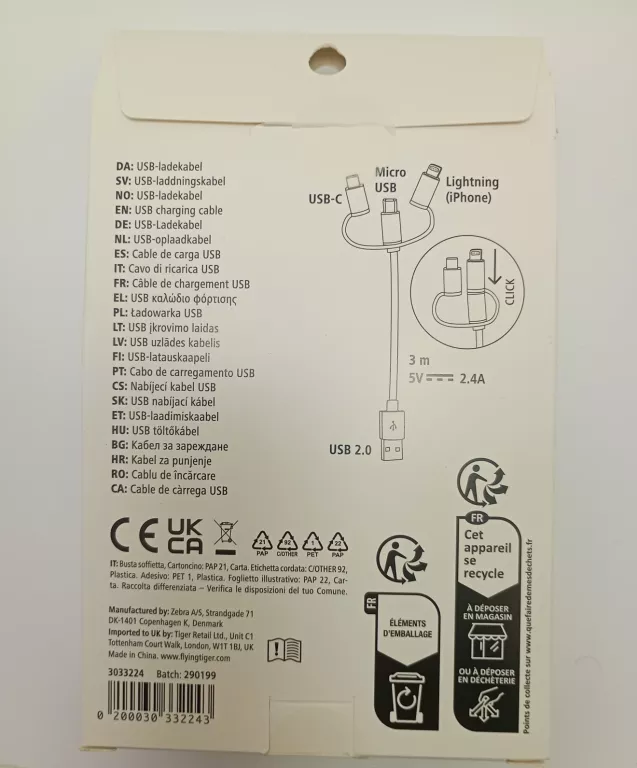 DA: USB-ladekabel
SV: USB-laddningskabel
NO: USB-ladekabel
EN: USB charging cable
DE: USB-Ladekabel
NL: USB-oplaadkabel
ES: Cable de carga USB
IT: Cavo di ricarica USB
FR: Câble de chargement USB
EL: USB καλώδιο φόρτισης
PL: Ładowarka USB
LT: USB įkrovimo laidas
LV: USB uzlādes kabelis
FI: USB-latauskaapeli
PT: Cabo de carregamento USB
CS: Nabíjecí kabel USB
SK: USB nabíjací kábel
ET: USB-laadimiskaabel
HU: USB töltőkábel
BG: Кабел за зареждане
HR: Kabel za punjenje
RO: Cablu de încărcare
CA: Cable de càrrega USB
USB-C
Micro
USB
Lightning
(iPhone)
CLICK
3 m
5V 2.4A
USB 2.0
CE UK
CA
21
PAP
92
C/OTHER
1
PET
22
PAP
IT: Busta soffietta, Cartoncino: PAP 21, Carta. Etichetta cordata: C/OTHER 92,
Plastica. Adesivo: PET 1, Plastica. Foglietto illustrativo: PAP 22, Car-
ta. Raccolta differenziata – Verifica le disposizioni del tuo Comune.
Manufactured by: Zebra A/S, Strandgade 71
DK-1401 Copenhagen K, Denmark
Imported to UK by: Tiger Retail Ltd., Unit C1
Tottenham Court Walk, London, W1T 1BJ, UK
Made in China. www.flyingtiger.com
3033224 Batch: 290199
0 200030 332243
FR
ÉLÉMENTS
D'EMBALLAGE
FR
Cet
appareil
se
recycle
À DÉPOSER
EN MAGASIN
OU À DÉPOSER
EN DÉCHÈTERIE
Points de collecte sur www.quefairedemesdechets.fr